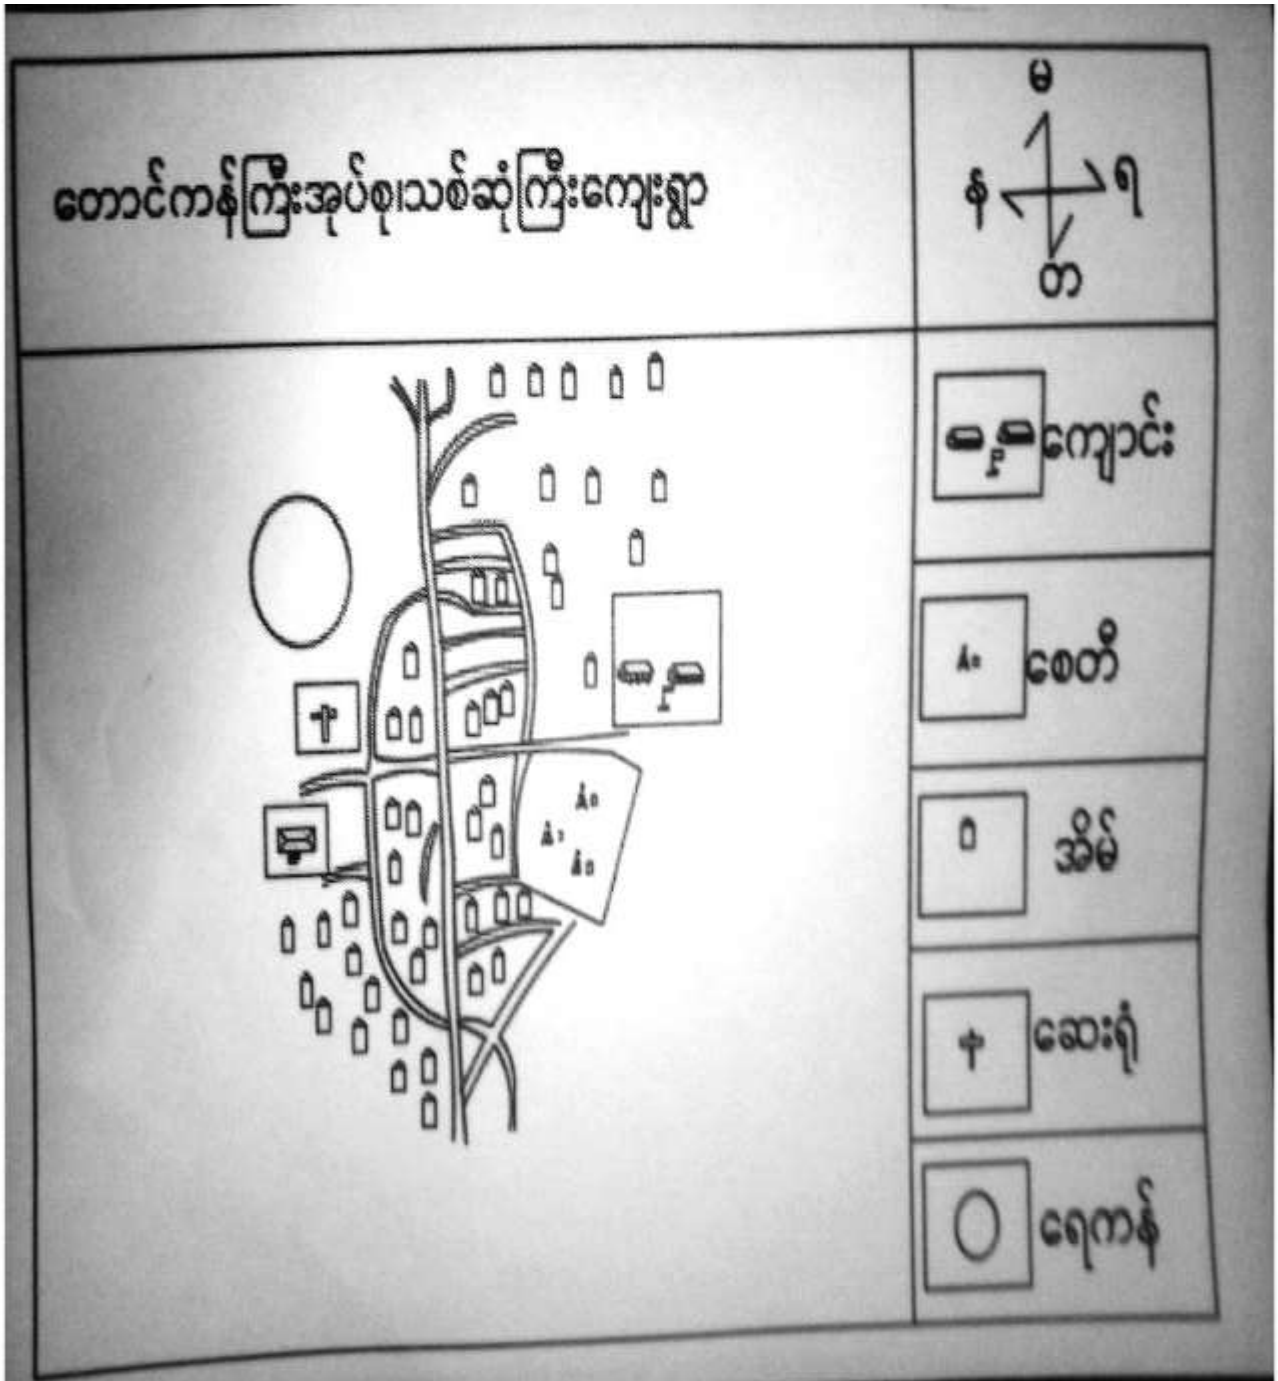 တောင်ကန်ကြီးအုပ်စု၊သစ်ဆုံကြီးကျေးရွာ
မ
န ရ
တ
ကျောင်း
စေတီ
အိမ်
ဆေးရုံ
ရေကန်